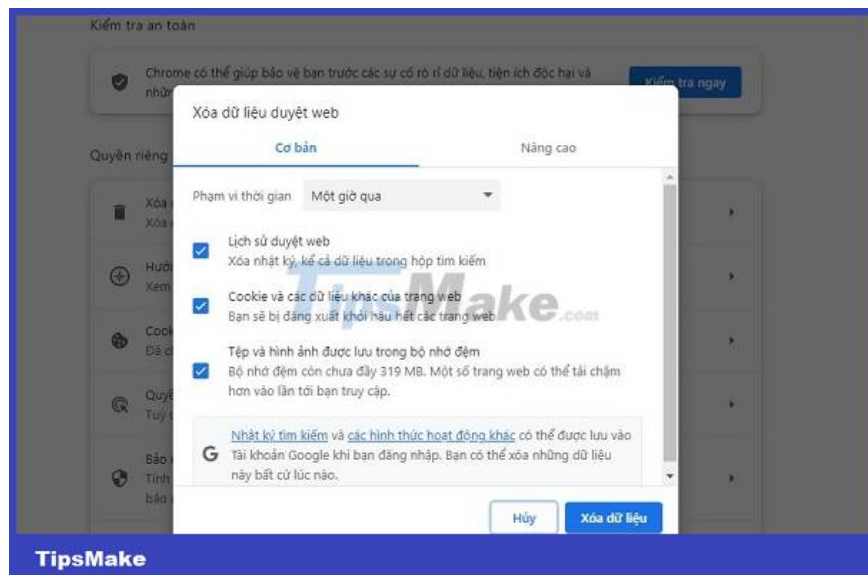 Kiểm tra an toàn
Chrome có thể giúp bảo vệ bạn trước các sự cố rò rỉ dữ liệu, tiện ích độc hại và
Kiểm tra ngay
Xóa dữ liệu duyệt web
Cơ bản
Nâng cao
Quyền riêng
Phạm vi thời gian
Một giờ qua
Xóa
Xóa
Lịch sử duyệt web
Xóa nhật ký, kể cả dữ liệu trong hộp tìm kiếm
Xem
Cookie và các dữ liệu khác của trang web
Bạn sẽ bị đăng xuất khỏi hầu hết các trang web
TipsMake.com
Đã
Tệp và hình ảnh được lưu trong bộ nhớ đệm
Bộ nhớ đệm còn chưa đầy 319 MB. Một số trang web có thể tải chậm
hơn vào lần tới bạn truy cập.
Nhật ký tìm kiếm và các hình thức hoạt động khác có thể được lưu vào
Tài khoản Google khi bạn đăng nhập. Bạn có thể xóa những dữ liệu
này bất cứ lúc nào.
Bảo
Tính
báo
Hủy
Xóa dữ liệu
TipsMake